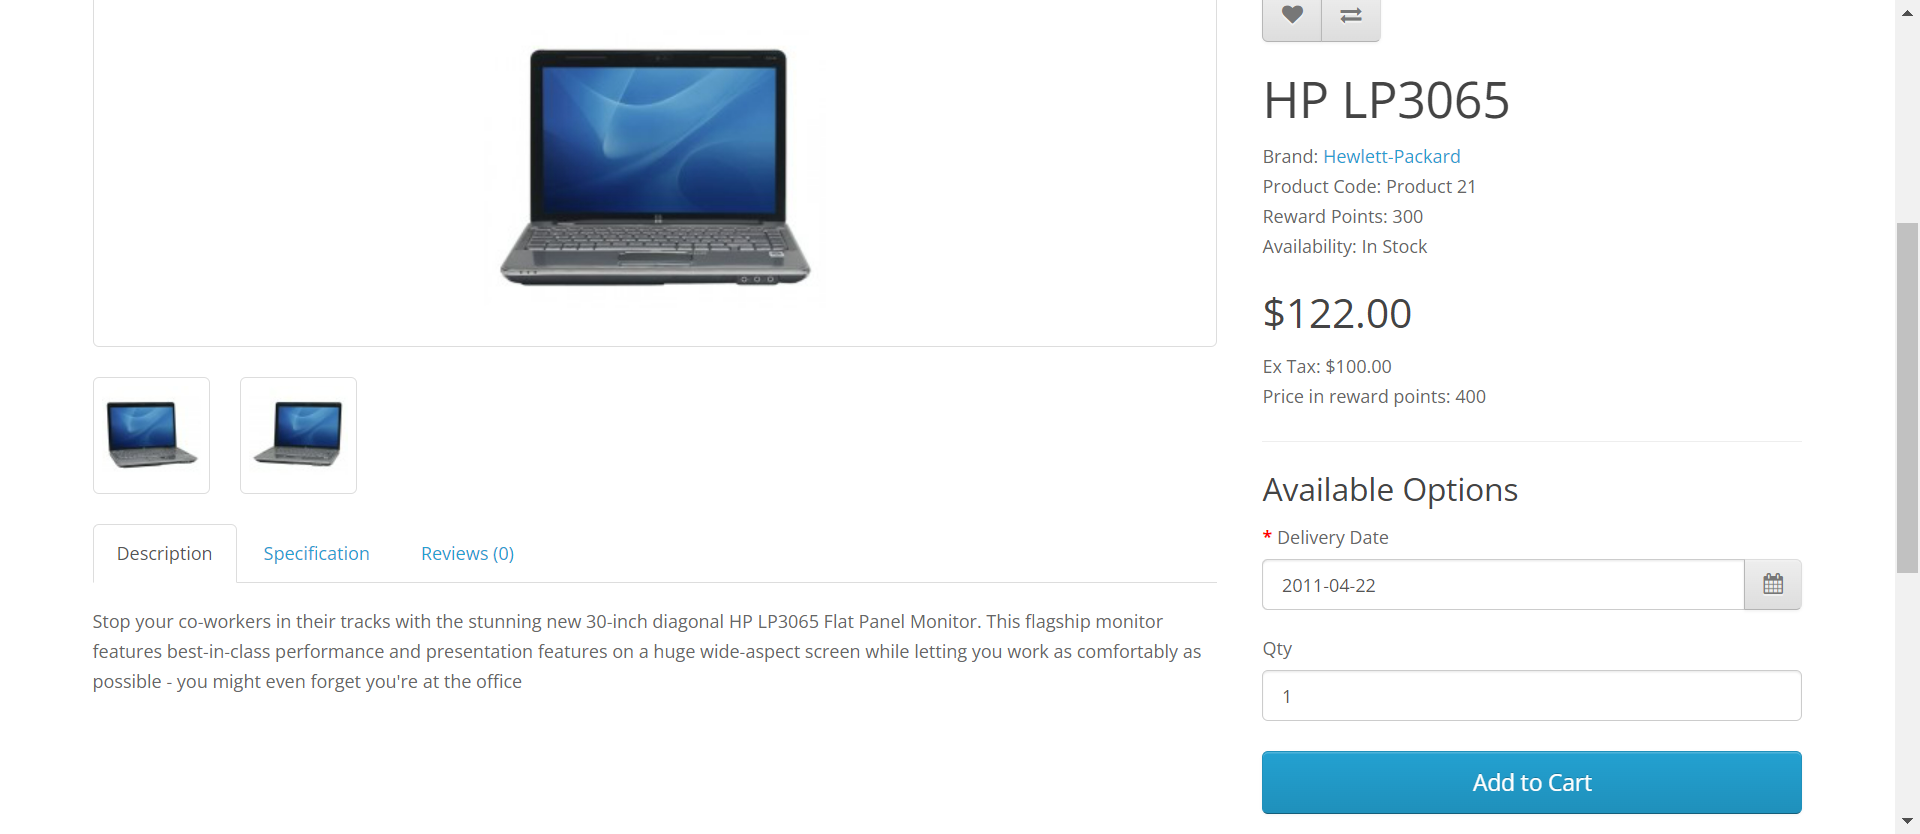 HP LP3065
Brand: Hewlett-Packard
Product Code: Product 21
Reward Points: 300
Availability: In Stock
$122.00
Ex Tax: $100.00
Price in reward points: 400
Available Options
* Delivery Date
2011-04-22
Qty
1
Add to Cart
Description
Specification
Reviews (0)
Stop your co-workers in their tracks with the stunning new 30-inch diagonal HP LP3065 Flat Panel Monitor. This flagship monitor
features best-in-class performance and presentation features on a huge wide-aspect screen while letting you work as comfortably as
possible - you might even forget you're at the office